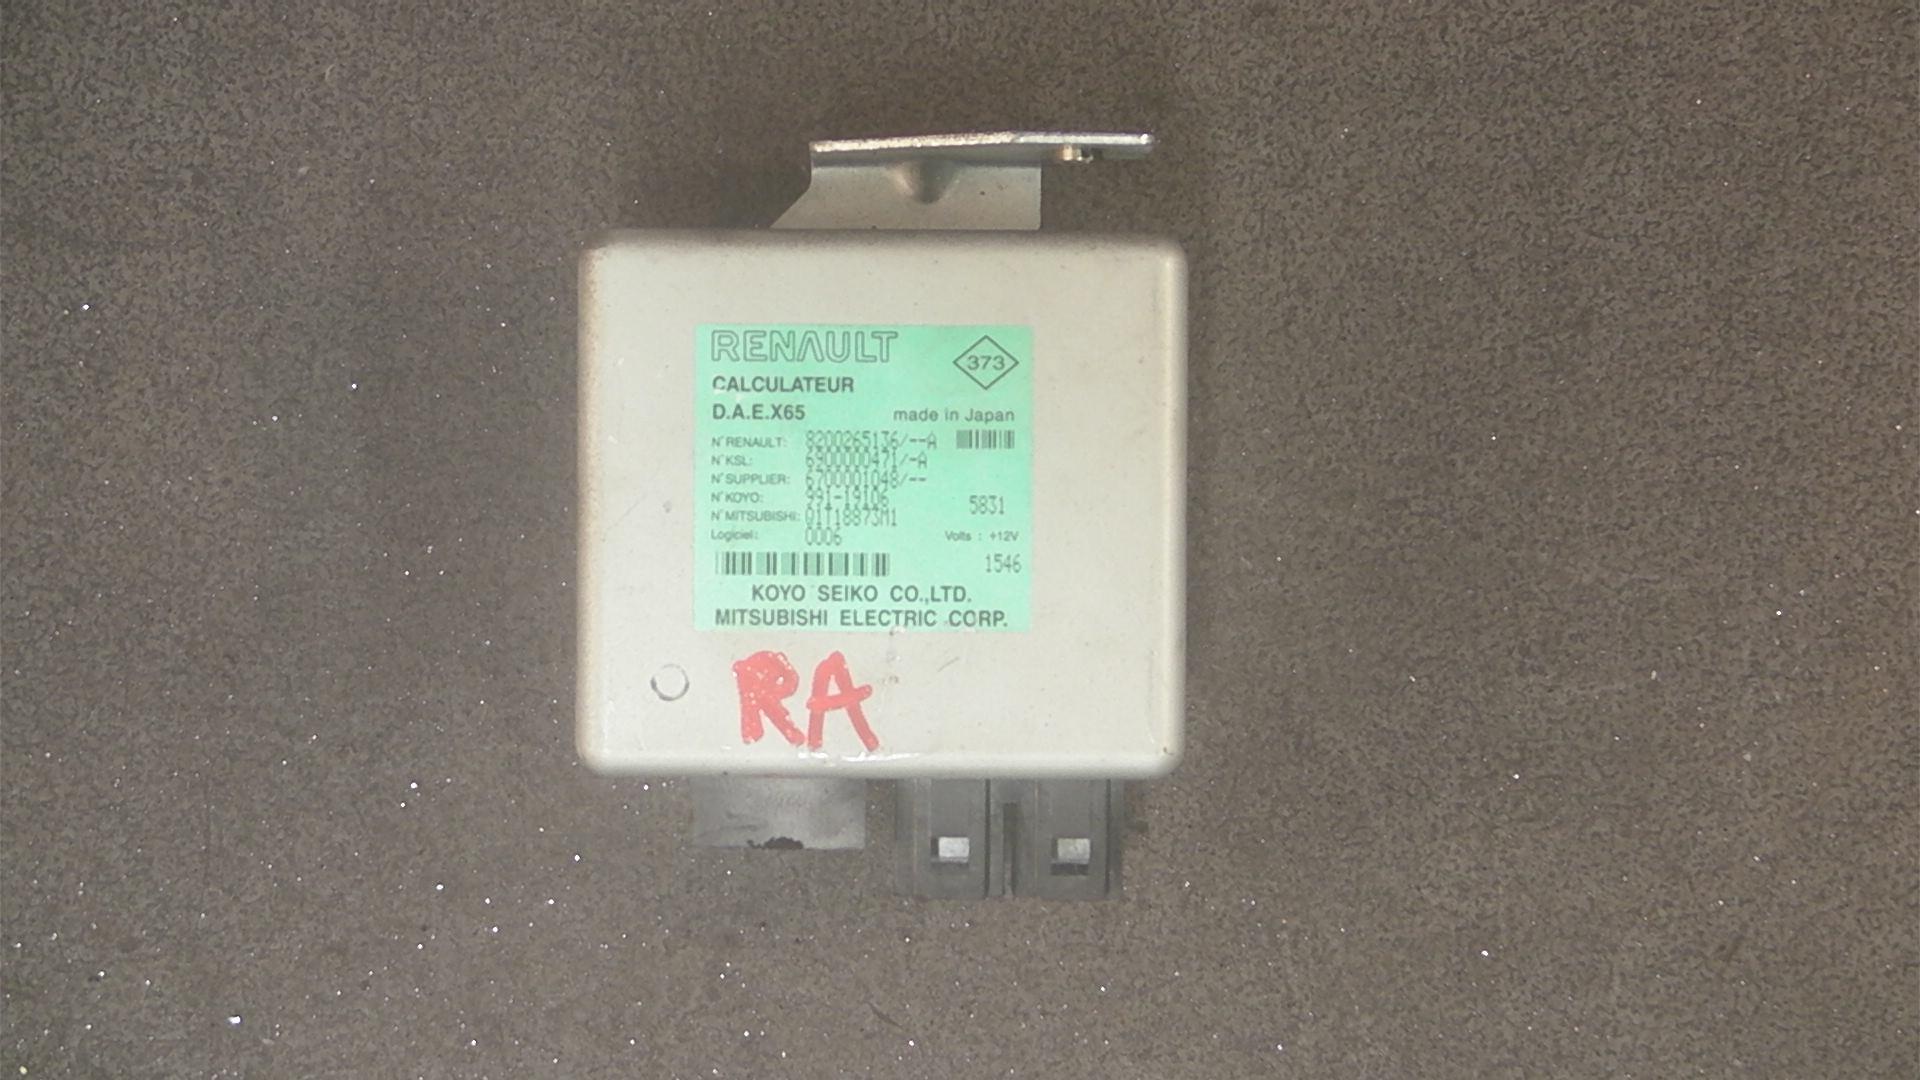 RENAULT
373
CALCULATEUR
D.A.E.X65 made in Japan
N°RENAULT: 8200265136/--A
N°KSL: 6900000471/-A
N°SUPPLIER: 6700001048/--
N°KOYO: 991-19106
5831
N°MITSUBISHI: Q1T18873M1
Logiciel: 0006 Volts : +12V
1546
KOYO SEIKO CO.,LTD.
MITSUBISHI ELECTRIC CORP.
RA